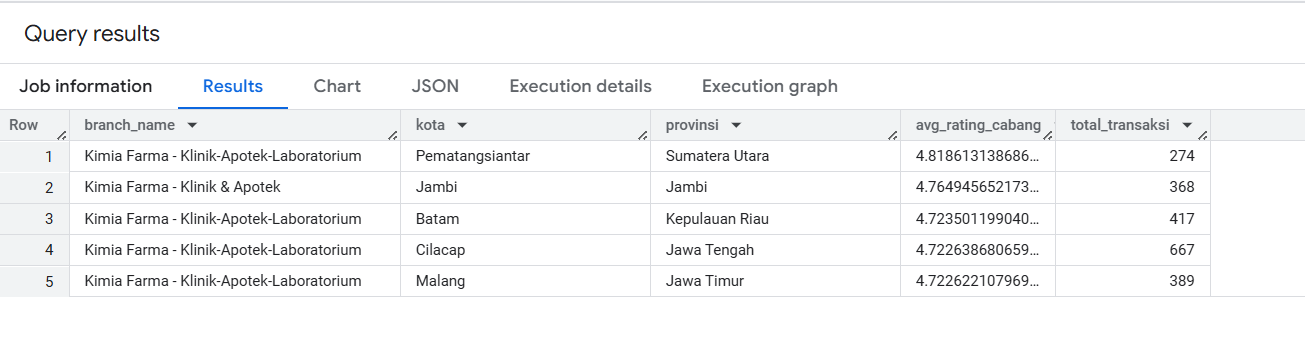 Query results
Job information Results Chart JSON Execution details Execution graph
Row branch_name kota provinsi avg_rating_cabang total_transaksi
1 Kimia Farma - Klinik-Apotek-Laboratorium Pematangsiantar Sumatera Utara 4.818613138686... 274
2 Kimia Farma - Klinik & Apotek Jambi Jambi 4.764945652173... 368
3 Kimia Farma - Klinik-Apotek-Laboratorium Batam Kepulauan Riau 4.723501199040... 417
4 Kimia Farma - Klinik-Apotek-Laboratorium Cilacap Jawa Tengah 4.722638680659... 667
5 Kimia Farma - Klinik-Apotek-Laboratorium Malang Jawa Timur 4.722622107969... 389